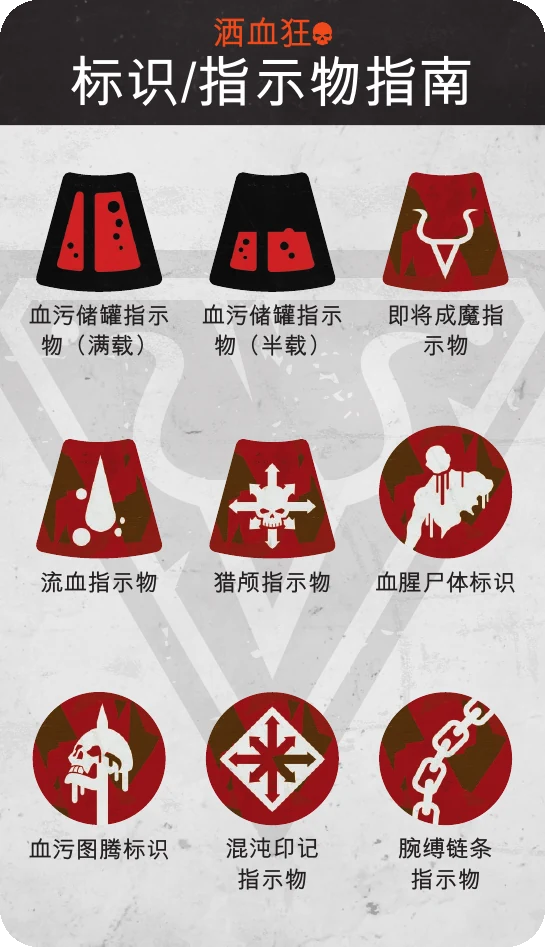 洒血狂
标识/指示物指南
血污储罐指示
物（满载）
血污储罐指示
物（半载）
即将成魔指
示物
流血指示物
猎颅指示物
血腥尸体标识
血污图腾标识
混沌印记
指示物
腕缚链条
指示物